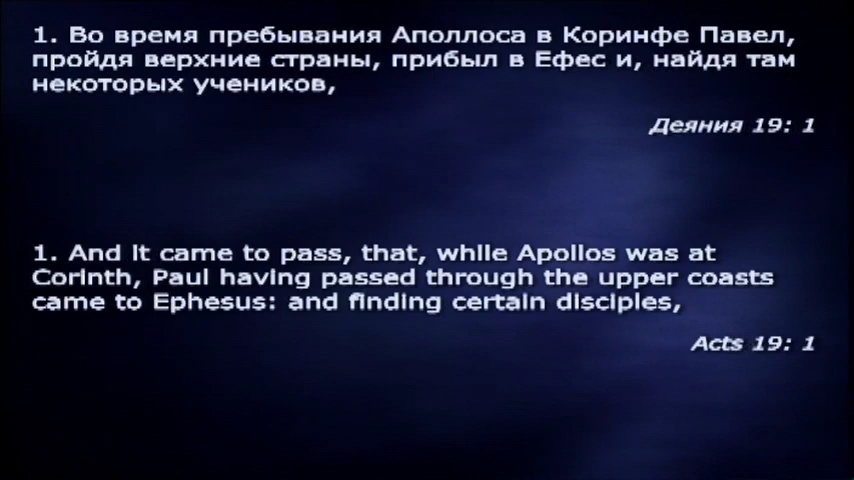 1. Во время пребывания Аполлоса в Коринфе Павел,
пройдя верхние страны, прибыл в Ефес и, найдя там
некоторых учеников,
Деяния 19: 1
1. And it came to pass, that, while Apollos was at
Corinth, Paul having passed through the upper coasts
came to Ephesus: and finding certain disciples,
Acts 19: 1